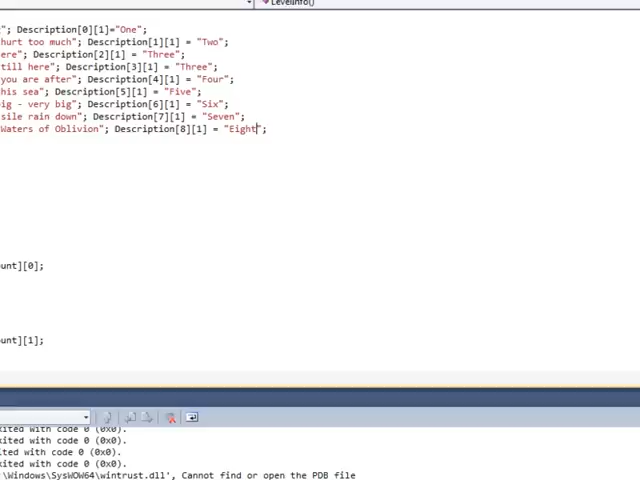 LevelInfo()
"; Description[0][1]="One";
hurt too much"; Description[1][1] = "Two";
ere"; Description[2][1] = "Three";
till here"; Description[3][1] = "Three";
you are after"; Description[4][1] = "Four";
his sea"; Description[5][1] = "Five";
ig - very big"; Description[6][1] = "Six";
sile rain down"; Description[7][1] = "Seven";
Waters of Oblivion"; Description[8][1] = "Eight";
unt][0];
unt][1];
xited with code 0 (0x0).
xited with code 0 (0x0).
ited with code 0 (0x0).
xited with code 0 (0x0).
\Windows\SysWOW64\wintrust.dll', Cannot find or open the PDB file